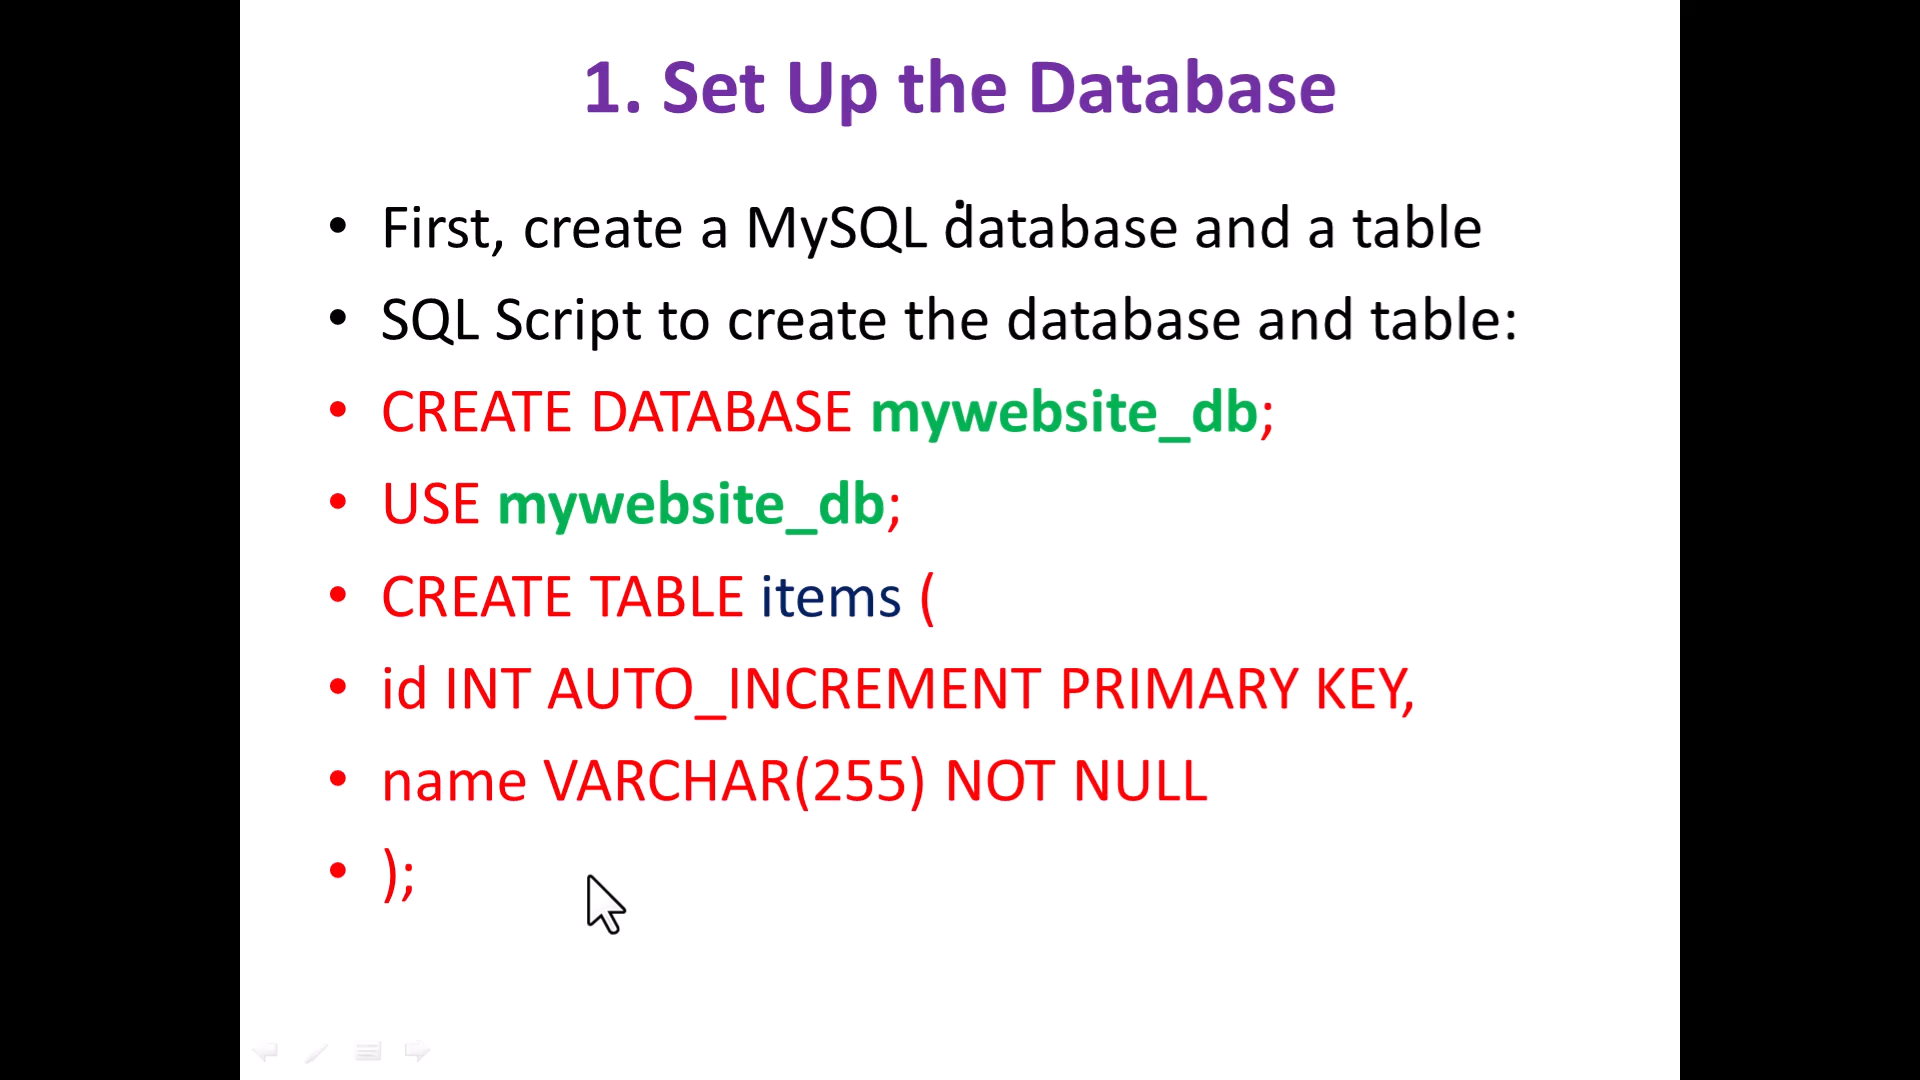 1. Set Up the Database
• First, create a MySQL database and a table
• SQL Script to create the database and table:
• CREATE DATABASE mywebsite_db;
• USE mywebsite_db;
• CREATE TABLE items (
• id INT AUTO_INCREMENT PRIMARY KEY,
• name VARCHAR(255) NOT NULL
• );